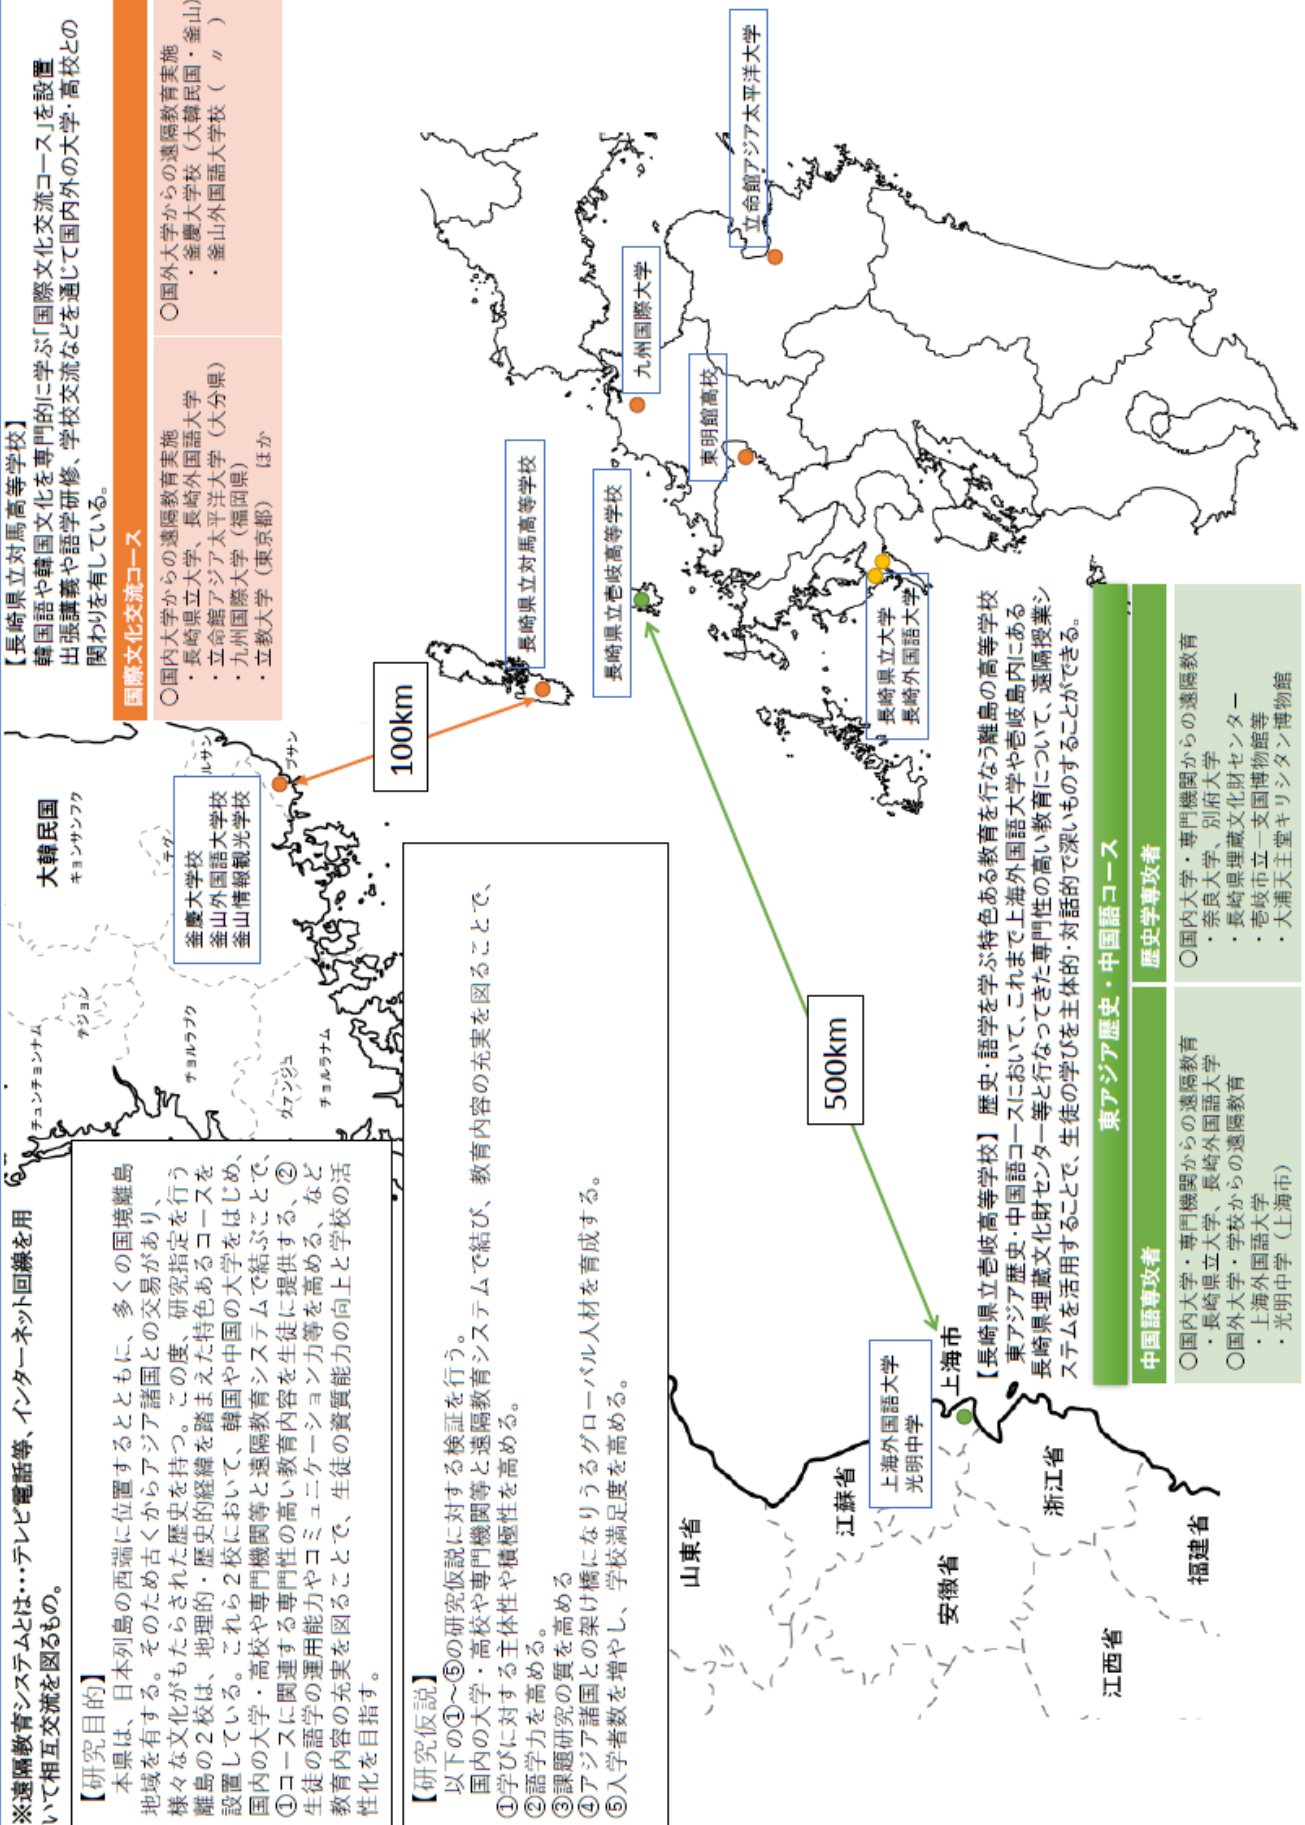 ※遠隔教育システムとは・・・テレビ電話等、インターネット回線を用
いて相互交流を図るもの。
【研究目的】
本県は、日本列島の西端に位置するとともに、多くの国境離島
地域を有する。そのため古くからアジア諸国との交易があり、
様々な文化がもたらされた歴史を持つ。この度、研究指定を行う
離島の２校は、地理的・歴史的経緯を踏まえた特色あるコースを
設置している。これら２校において、韓国や中国の大学をはじめ、
国内の大学・高校や専門機関等と遠隔教育システムで結ぶことで、
①コースに関連する専門性の高い教育内容を生徒に提供する、②
生徒の語学の運用能力やコミュニケーション力等を高める、など
教育内容の充実を図ることで、生徒の資質能力の向上と学校の活
性化を目指す。
【研究仮説】
以下の①～⑤の研究仮説に対する検証を行う。
国内の大学・高校や専門機関等と遠隔教育システムで結び、教育内容の充実を図ることで、
①学びに対する主体性や積極性を高める。
②語学力を高める。
③課題研究の質を高める
④アジア諸国との架け橋になりうるグローバル人材を育成する。
⑤入学者数を増やし、学校満足度を高める。
【長崎県立対馬高等学校】
韓国語や韓国文化を専門的に学ぶ「国際文化交流コース」を設置
出張講義や語学研修、学校交流などを通じて国内外の大学・高校との
関わりを有している。
国際文化交流コース
〇国内大学からの遠隔教育実施
・長崎県立大学、長崎外国語大学
・立命館アジア太平洋大学（大分県）
・九州国際大学（福岡県）
・立教大学（東京都）　ほか
〇国外大学からの遠隔教育実施
・釜慶大学校（大韓民国・釜山）
・釜山外国語大学校（　〃　）
大韓民国
キョンサンプク
チュンチョンナム
テジョン
チョルラプク
クァンジュ
チョルラナム
テグ
ルサン
プサン
釜慶大学校
釜山外国語大学校
釜山情報観光学校
100km
長崎県立対馬高等学校
長崎県立壱岐高等学校
九州国際大学
東明館高校
立命館アジア太平洋大学
長崎県立大学
長崎外国語大学
500km
上海外国語大学
光明中学
上海市
山東省
江蘇省
安徽省
浙江省
江西省
福建省
【長崎県立壱岐高等学校】 歴史・語学を学ぶ特色ある教育を行なう離島の高等学校
東アジア歴史・中国語コースにおいて、これまで上海外国語大学や壱岐島内にある
長崎県埋蔵文化財センター等と行なってきた専門性の高い教育について、遠隔授業シ
ステムを活用することで、生徒の学びを主体的・対話的で深いものすることができる。
東アジア歴史・中国語コース
中国語専攻者
〇国内大学・専門機関からの遠隔教育
・長崎県立大学、長崎外国語大学
〇国外大学・学校からの遠隔教育
・上海外国語大学
・光明中学（上海市）
歴史学専攻者
〇国内大学・専門機関からの遠隔教育
・奈良大学、別府大学
・長崎県埋蔵文化財センター
・壱岐市立一支国博物館等
・大浦天主堂キリシタン博物館